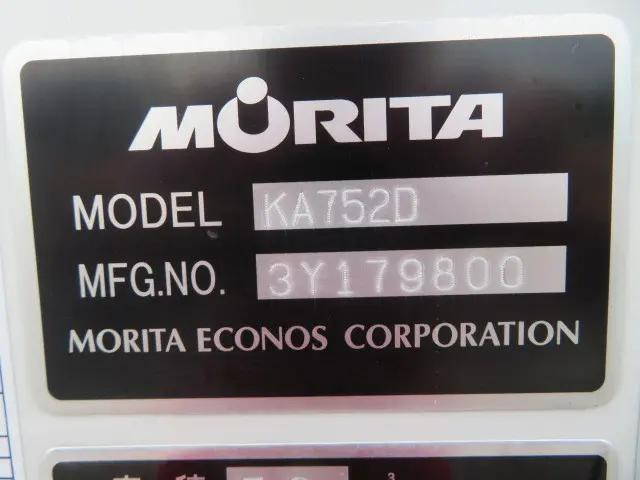 MORITA
MODEL KA752D
MFG.NO. 3Y179800
MORITA ECONOS CORPORATION